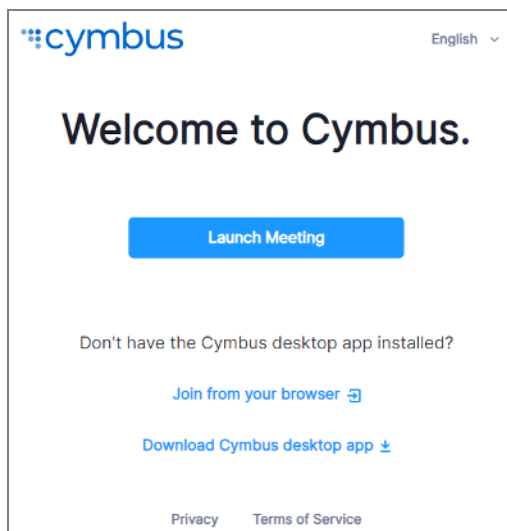 cymbus
English
Welcome to Cymbus.
Launch Meeting
Don't have the Cymbus desktop app installed?
Join from your browser
Download Cymbus desktop app
Privacy Terms of Service